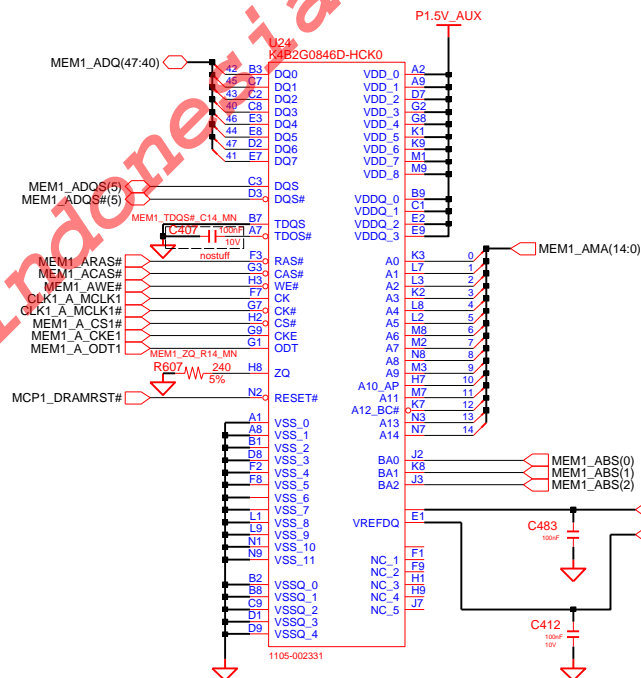 P1.5V_AUX
U24
K4B2G0846D-HCK0
MEM1_ADQ(47:40)
42 B3 DQ0 VDD_0 A2
45 C7 DQ1 VDD_1 A9
43 C2 DQ2 VDD_2 D7
40 C8 DQ3 VDD_3 G2
46 E3 DQ4 VDD_4 G8
44 E8 DQ5 VDD_5 K1
47 D2 DQ6 VDD_6 K9
41 E7 DQ7 VDD_7 M1
VDD_8 M9
MEM1_ADQS(5) C3 DQS
MEM1_ADQS#(5) D3 DQS#
VDDQ_0 B9
VDDQ_1 C1
VDDQ_2 E2
VDDQ_3 E9
MEM1_TDQS#_C14_MN
B7 TDQS
C407 100nF A7 TDOS#
10V
nostuff
MEM1_ARAS# F3 RAS#
MEM1_ACAS# G3 CAS#
MEM1_AWE# H3 WE#
CLK1_A_MCLK1 F7 CK
CLK1_A_MCLK1# G7 CK#
MEM1_A_CS1# H2 CS#
MEM1_A_CKE1 G9 CKE
MEM1_A_ODT1 G1 ODT
MEM1_AMA(14:0)
A0 K3 0
A1 L7 1
A2 L3 2
A3 K2 3
A4 L8 4
A5 L2 5
A6 M8 6
A7 M2 7
A8 N8 8
A9 M3 9
A10_AP H7 10
A11 M7 11
A12_BC# K7 12
A13 N3 13
A14 N7 14
MEM1_ZQ_R14_MN
R607 240 H8 ZQ
5%
MCP1_DRAMRST# N2 RESET#
A1 VSS_0
A8 VSS_1
B1 VSS_2
D8 VSS_3
F2 VSS_4
F8 VSS_5
VSS_6
VSS_7
L1 VSS_8
L9 VSS_9
N1 VSS_10
N9 VSS_11
BA0 J2 MEM1_ABS(0)
BA1 K8 MEM1_ABS(1)
BA2 J3 MEM1_ABS(2)
VREFDQ E1
C483
100nF
NC_1 F1
NC_2 F9
NC_3 H1
NC_4 H9
NC_5 J7
B2 VSSQ_0
B8 VSSQ_1
C9 VSSQ_2
D1 VSSQ_3
D9 VSSQ_4
C412
100nF
10V
1105-002331
Indonesia